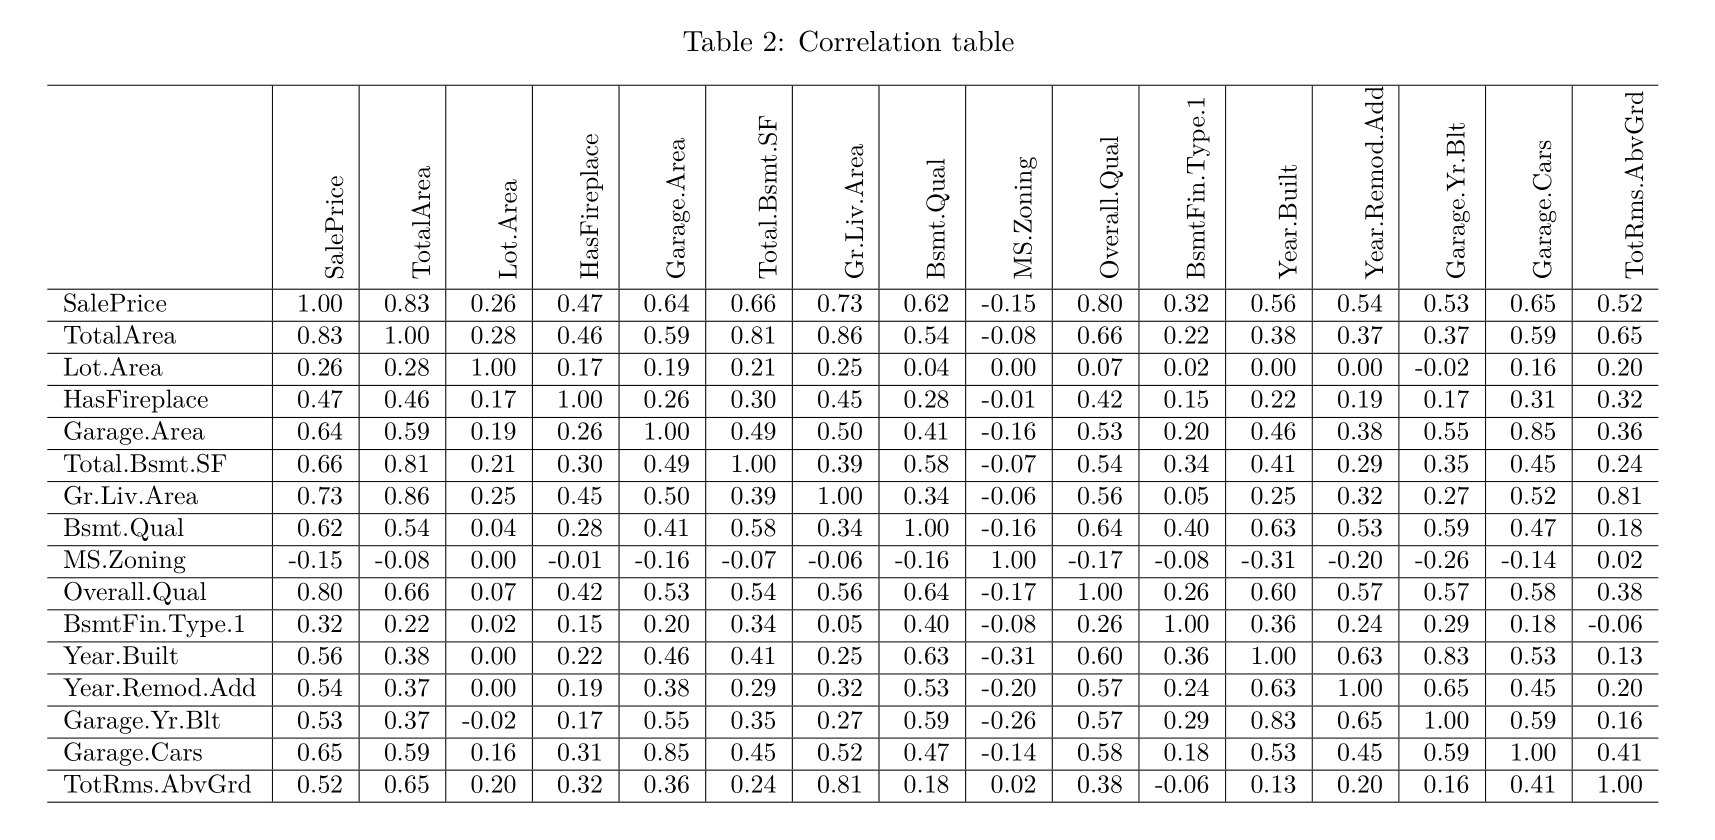 Table 2: Correlation table
SalePrice TotalArea Lot.Area HasFireplace Garage.Area Total.Bsmt.SF Gr.Liv.Area Bsmt.Qual MS.Zoning Overall.Qual BsmtFin.Type.1 Year.Built Year.Remod.Add Garage.Yr.Blt Garage.Cars TotRms.AbvGrd
SalePrice 1.00 0.83 0.26 0.47 0.64 0.66 0.73 0.62 -0.15 0.80 0.32 0.56 0.54 0.53 0.65 0.52
TotalArea 0.83 1.00 0.28 0.46 0.59 0.81 0.86 0.54 -0.08 0.66 0.22 0.38 0.37 0.37 0.59 0.65
Lot.Area 0.26 0.28 1.00 0.17 0.19 0.21 0.25 0.04 0.00 0.07 0.02 0.00 0.00 -0.02 0.16 0.20
HasFireplace 0.47 0.46 0.17 1.00 0.26 0.30 0.45 0.28 -0.01 0.42 0.15 0.22 0.19 0.17 0.31 0.32
Garage.Area 0.64 0.59 0.19 0.26 1.00 0.49 0.50 0.41 -0.16 0.53 0.20 0.46 0.38 0.55 0.85 0.36
Total.Bsmt.SF 0.66 0.81 0.21 0.30 0.49 1.00 0.39 0.58 -0.07 0.54 0.34 0.41 0.29 0.35 0.45 0.24
Gr.Liv.Area 0.73 0.86 0.25 0.45 0.50 0.39 1.00 0.34 -0.06 0.56 0.05 0.25 0.32 0.27 0.52 0.81
Bsmt.Qual 0.62 0.54 0.04 0.28 0.41 0.58 0.34 1.00 -0.16 0.64 0.40 0.63 0.53 0.59 0.47 0.18
MS.Zoning -0.15 -0.08 0.00 -0.01 -0.16 -0.07 -0.06 -0.16 1.00 -0.17 -0.08 -0.31 -0.20 -0.26 -0.14 0.02
Overall.Qual 0.80 0.66 0.07 0.42 0.53 0.54 0.56 0.64 -0.17 1.00 0.26 0.60 0.57 0.57 0.58 0.38
BsmtFin.Type.1 0.32 0.22 0.02 0.15 0.20 0.34 0.05 0.40 -0.08 0.26 1.00 0.36 0.24 0.29 0.18 -0.06
Year.Built 0.56 0.38 0.00 0.22 0.46 0.41 0.25 0.63 -0.31 0.60 0.36 1.00 0.63 0.83 0.53 0.13
Year.Remod.Add 0.54 0.37 0.00 0.19 0.38 0.29 0.32 0.53 -0.20 0.57 0.24 0.63 1.00 0.65 0.45 0.20
Garage.Yr.Blt 0.53 0.37 -0.02 0.17 0.55 0.35 0.27 0.59 -0.26 0.57 0.29 0.83 0.65 1.00 0.59 0.16
Garage.Cars 0.65 0.59 0.16 0.31 0.85 0.45 0.52 0.47 -0.14 0.58 0.18 0.53 0.45 0.59 1.00 0.41
TotRms.AbvGrd 0.52 0.65 0.20 0.32 0.36 0.24 0.81 0.18 0.02 0.38 -0.06 0.13 0.20 0.16 0.41 1.00